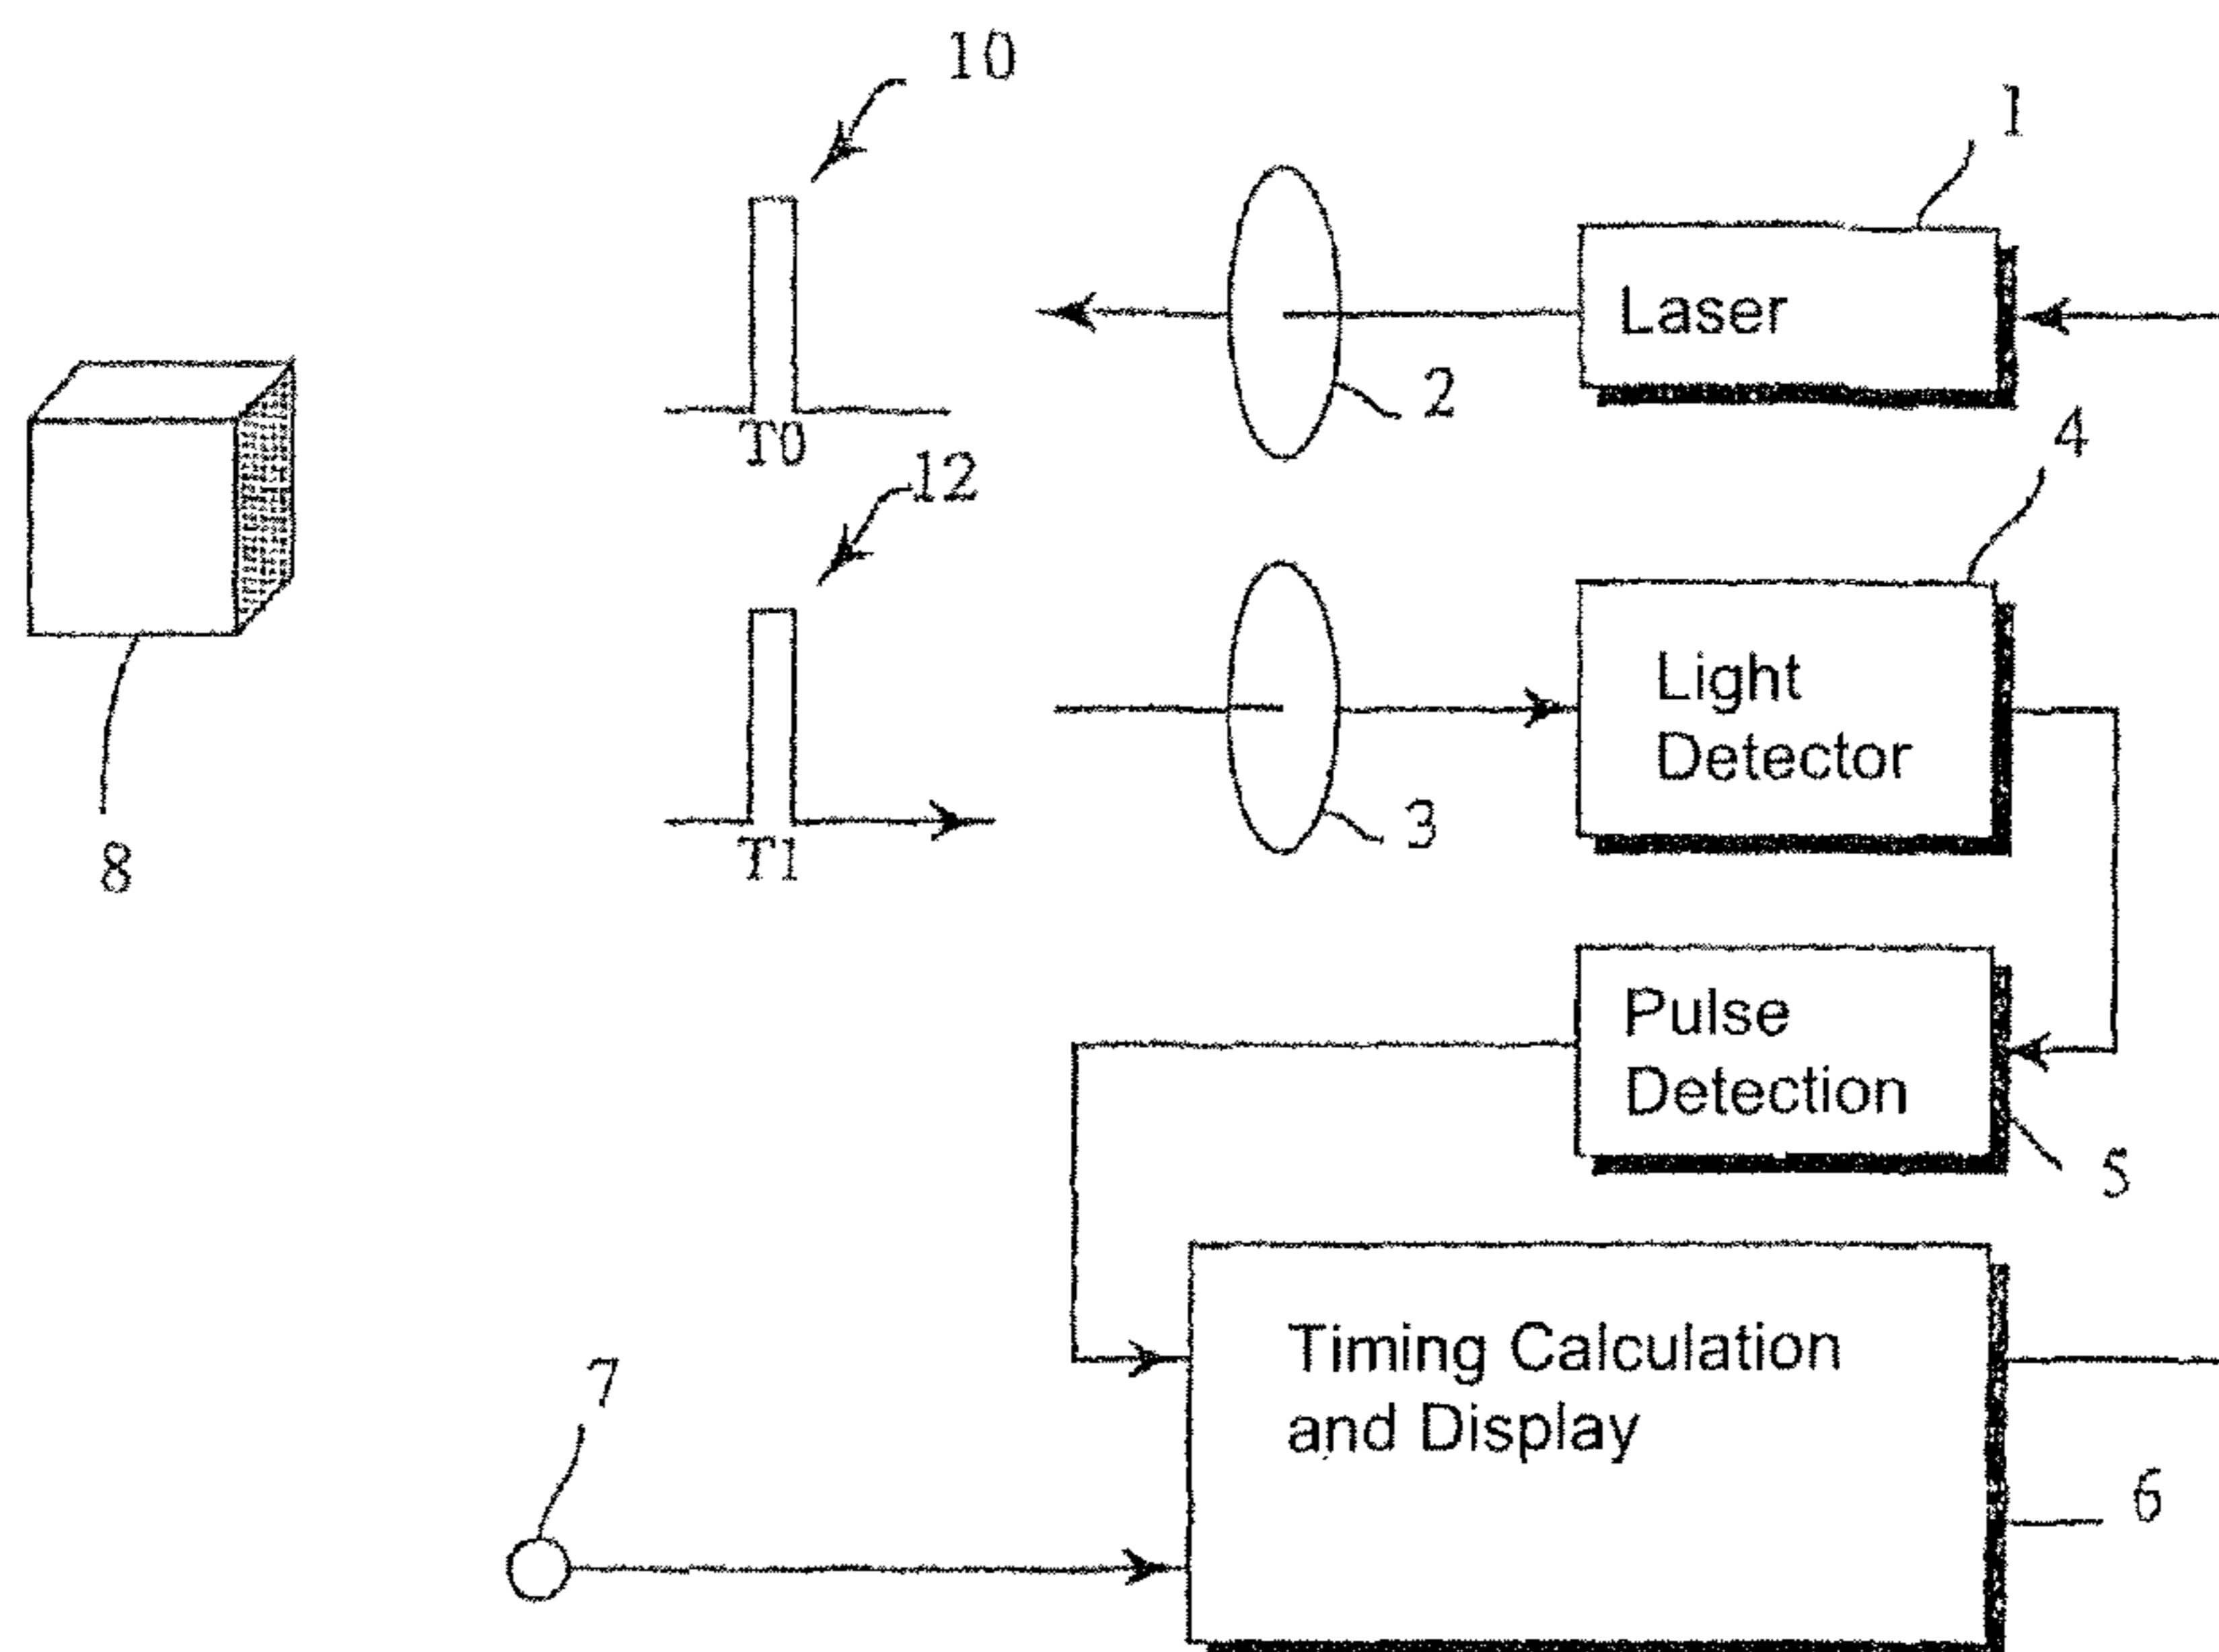 10
1
Laser
2
T0
12
4
Light
Detector
3
T1
8
Pulse
Detection
5
Timing Calculation
and Display
7
6